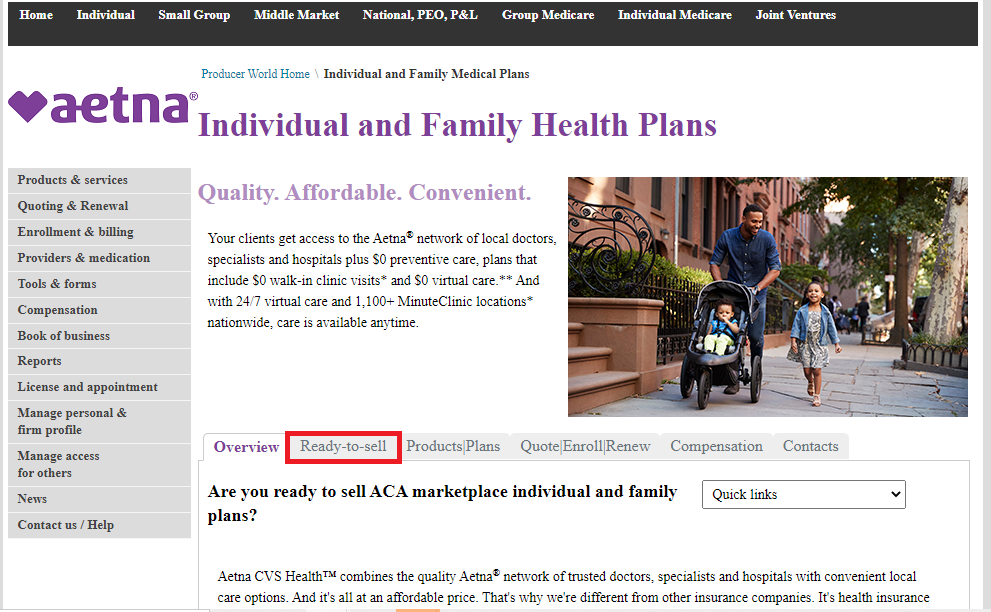 Home Individual Small Group Middle Market National, PEO, P&L Group Medicare Individual Medicare Joint Ventures
Producer World Home \ Individual and Family Medical Plans
aetna®
Individual and Family Health Plans
Products & services
Quoting & Renewal
Enrollment & billing
Providers & medication
Tools & forms
Compensation
Book of business
Reports
License and appointment
Manage personal &
firm profile
Manage access
for others
News
Contact us / Help
Quality. Affordable. Convenient.
Your clients get access to the Aetna® network of local doctors,
specialists and hospitals plus $0 preventive care, plans that
include $0 walk-in clinic visits* and $0 virtual care.** And
with 24/7 virtual care and 1,100+ MinuteClinic locations*
nationwide, care is available anytime.
Overview Ready-to-sell Products|Plans Quote|Enroll|Renew Compensation Contacts
Are you ready to sell ACA marketplace individual and family
plans?
Quick links
Aetna CVS Health™ combines the quality Aetna® network of trusted doctors, specialists and hospitals with convenient local
care options. And it's all at an affordable price. That's why we're different from other insurance companies. It's health insurance